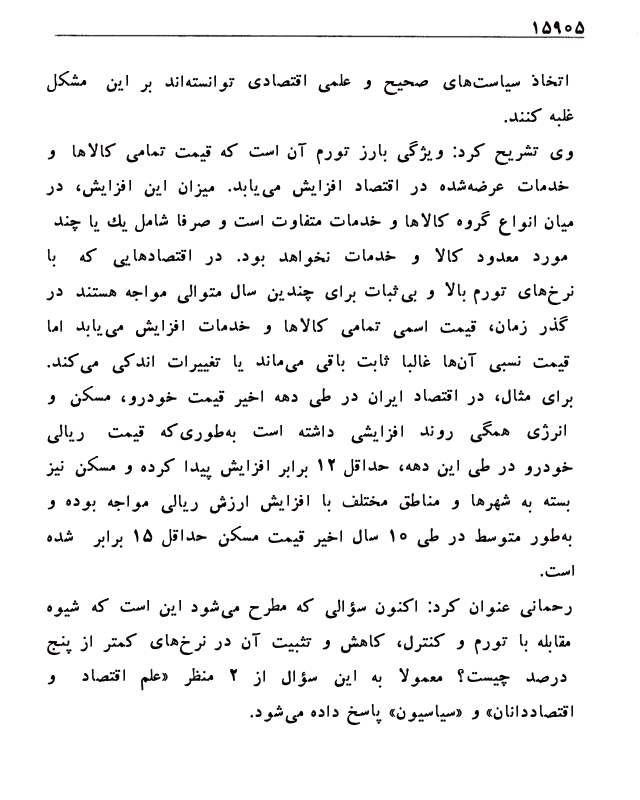 ۱۵۹۰۵
اتخاذ سیاست‌های صحیح و علمی اقتصادی توانسته‌اند بر این مشکل
غلبه کنند.
وی تشریح کرد: ویژگی بارز تورم آن است که قیمت تمامی کالاها و
خدمات عرضه‌شده در اقتصاد افزایش می‌یابد. میزان این افزایش، در
میان انواع گروه کالاها و خدمات متفاوت است و صرفا شامل یك یا چند
مورد معدود کالا و خدمات نخواهد بود. در اقتصادهایی که با
نرخ‌های تورم بالا و بی‌ثبات برای چندین سال متوالی مواجه هستند در
گذر زمان، قیمت اسمی تمامی کالاها و خدمات افزایش می‌یابد اما
قیمت نسبی آن‌ها غالبا ثابت باقی می‌ماند یا تغییرات اندکی می‌کند.
برای مثال، در اقتصاد ایران در طی دهه اخیر قیمت خودرو، مسکن و
انرژی همگی روند افزایشی داشته است به‌طوری‌که قیمت ریالی
خودرو در طی این دهه، حداقل ۱۲ برابر افزایش پیدا کرده و مسکن نیز
بسته به شهرها و مناطق مختلف با افزایش ارزش ریالی مواجه بوده و
به‌طور متوسط در طی ۱۰ سال اخیر قیمت مسکن حداقل ۱۵ برابر شده
است.
رحمانی عنوان کرد: اکنون سؤالی که مطرح می‌شود این است که شیوه
مقابله با تورم و کنترل، کاهش و تثبیت آن در نرخ‌های کمتر از پنج
درصد چیست؟ معمولا به این سؤال از ۲ منظر «علم اقتصاد و
اقتصاددانان» و «سیاسیون» پاسخ داده می‌شود.